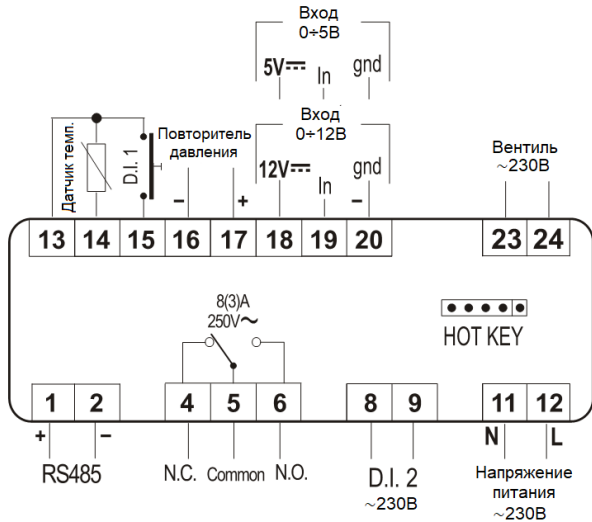 Вход
0÷5В
5V In gnd
Вход
0÷12В
12V In gnd
Датчик темп.
D.I. 1
Повторитель
давления
− +
−
Вентиль
~230В
13 14 15 16 17 18 19 20 23 24
8(3)A
250V~
HOT KEY
1 2 4 5 6 8 9 11 12
+ − N L
RS485 N.C. Common N.O. D.I. 2
~230В
Напряжение
питания
~230В